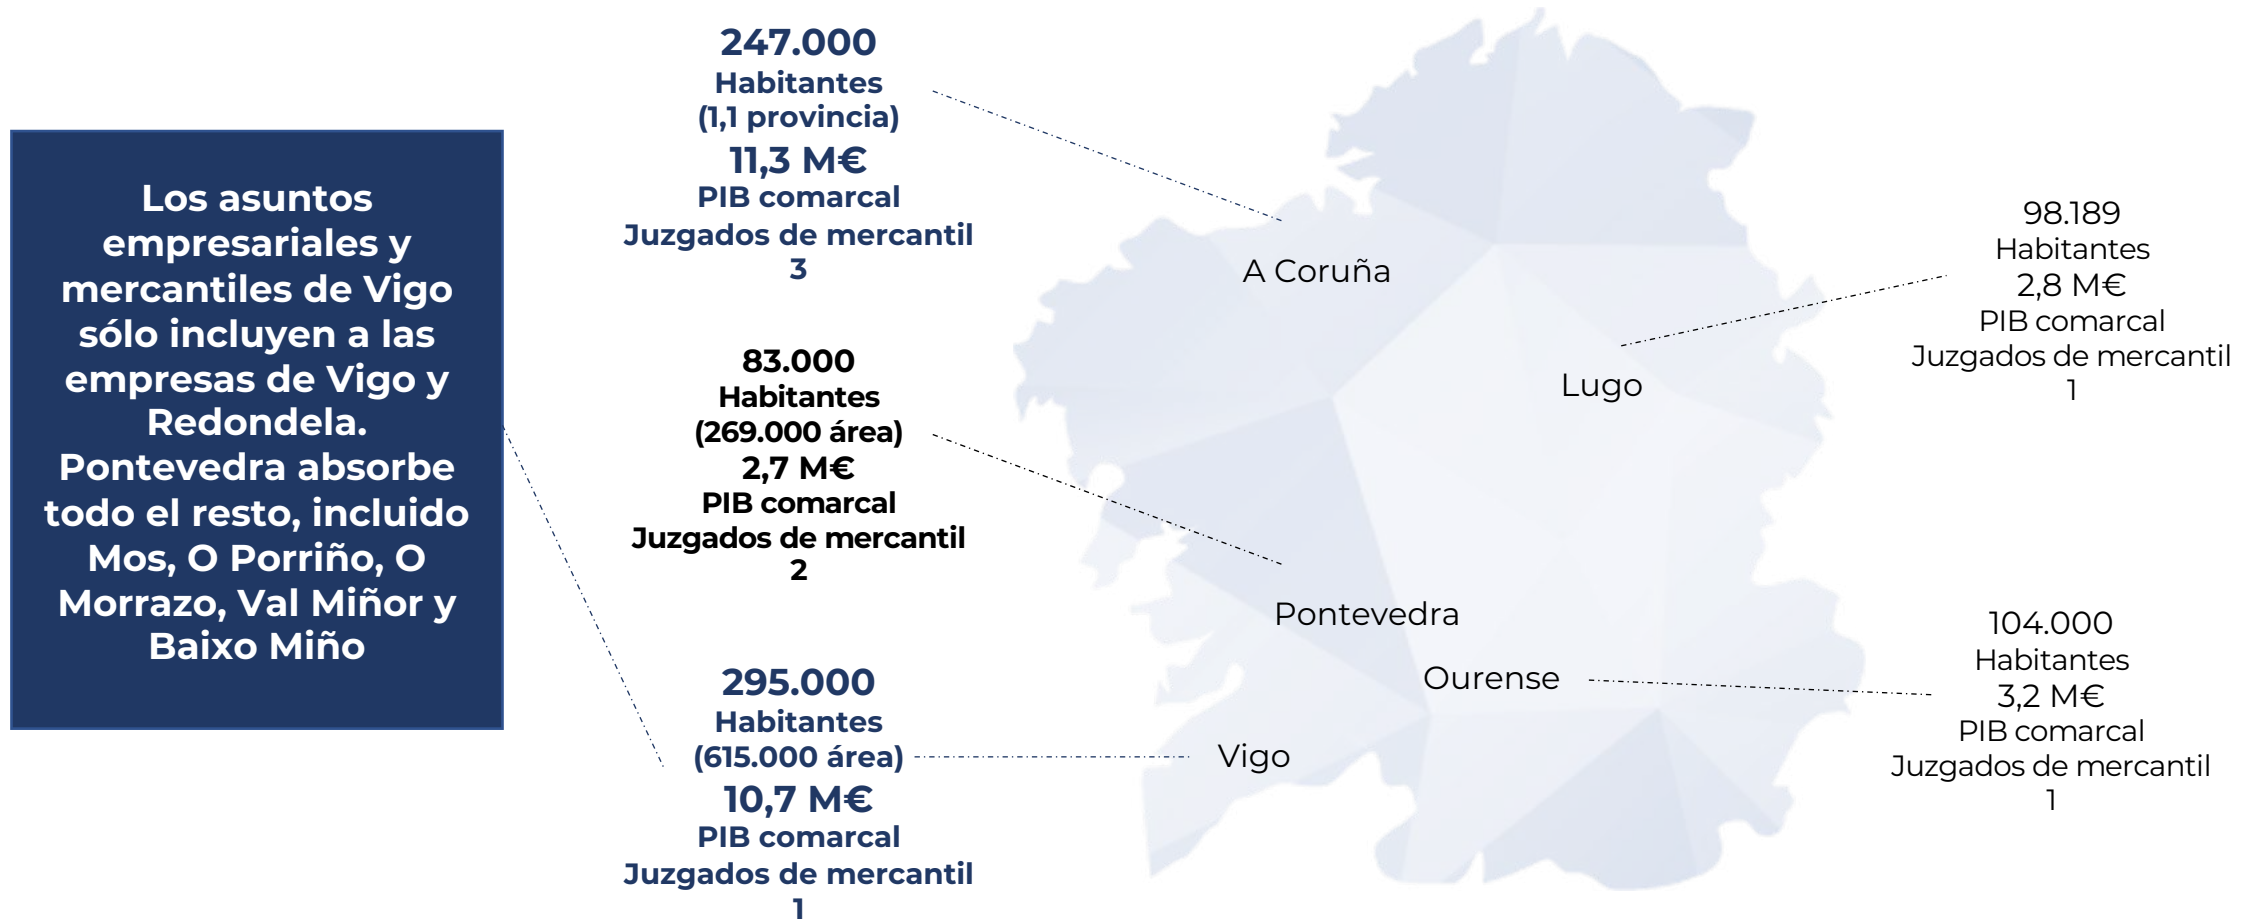 Los asuntos
empresariales y
mercantiles de Vigo
sólo incluyen a las
empresas de Vigo y
Redondela.
Pontevedra absorbe
todo el resto, incluido
Mos, O Porriño, O
Morrazo, Val Miñor y
Baixo Miño
247.000
Habitantes
(1,1 provincia)
11,3 M€
PIB comarcal
Juzgados de mercantil
3
83.000
Habitantes
(269.000 área)
2,7 M€
PIB comarcal
Juzgados de mercantil
2
295.000
Habitantes
(615.000 área)
10,7 M€
PIB comarcal
Juzgados de mercantil
1
A Coruña
Lugo
Pontevedra
Ourense
Vigo
98.189
Habitantes
2,8 M€
PIB comarcal
Juzgados de mercantil
1
104.000
Habitantes
3,2 M€
PIB comarcal
Juzgados de mercantil
1